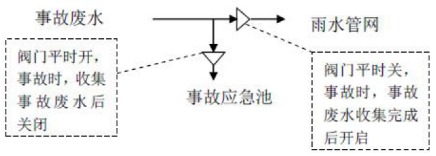 事故废水
雨水管网
阀门平时开，
事故时，收集
事故废水后
关闭
事故应急池
阀门平时关，
事故时，事故
废水收集完成
后开启